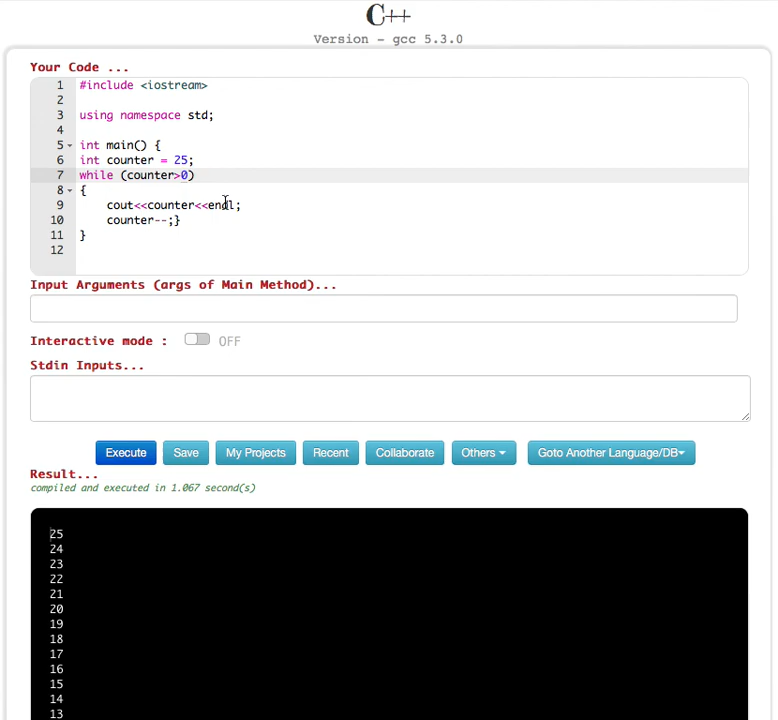 C++
Version - gcc 5.3.0
Your Code ...
1 #include <iostream>
2
3 using namespace std;
4
5 int main() {
6 int counter = 25;
7 while (counter>0)
8 {
9 cout<<counter<<endl;
10 counter--;}
11 }
12
Input Arguments (args of Main Method)...
Interactive mode : OFF
Stdin Inputs...
Execute Save My Projects Recent Collaborate Others Goto Another Language/DB
Result...
compiled and executed in 1.067 second(s)
25
24
23
22
21
20
19
18
17
16
15
14
13